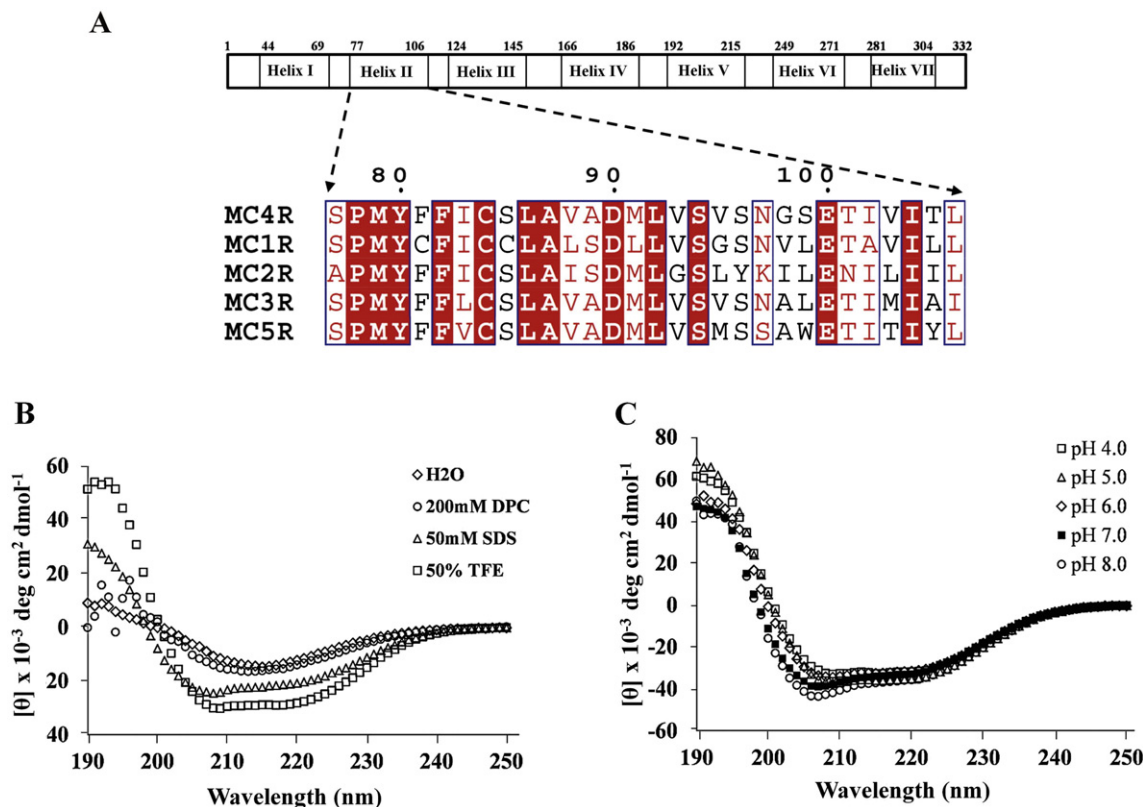 A
1 44 69 77 106 124 145 166 186 192 215 249 271 281 304 332
Helix I Helix II Helix III Helix IV Helix V Helix VI Helix VII
80 90 100
MC4R SPMYFFICSLAVADMLVSVSNGSETIVITL
MC1R SPMYCFICCLALSDLLVSGSNVLETAVILL
MC2R APMYFFICSLAISDMLGSLYKILENILIIL
MC3R SPMYFFLCSLAVADMLVSVSNALETIMIAI
MC5R SPMYFFVCSLAVADMLVSMSSAWETITIYL
B
60
40
20
0
20
40
[θ] x 10⁻³ deg cm² dmol⁻¹
H2O
200mM DPC
50mM SDS
50% TFE
190 200 210 220 230 240 250
Wavelength (nm)
C
80
60
40
20
0
-20
-40
-60
[θ] x 10⁻³ deg cm² dmol⁻¹
pH 4.0
pH 5.0
pH 6.0
pH 7.0
pH 8.0
190 200 210 220 230 240 250
Wavelength (nm)